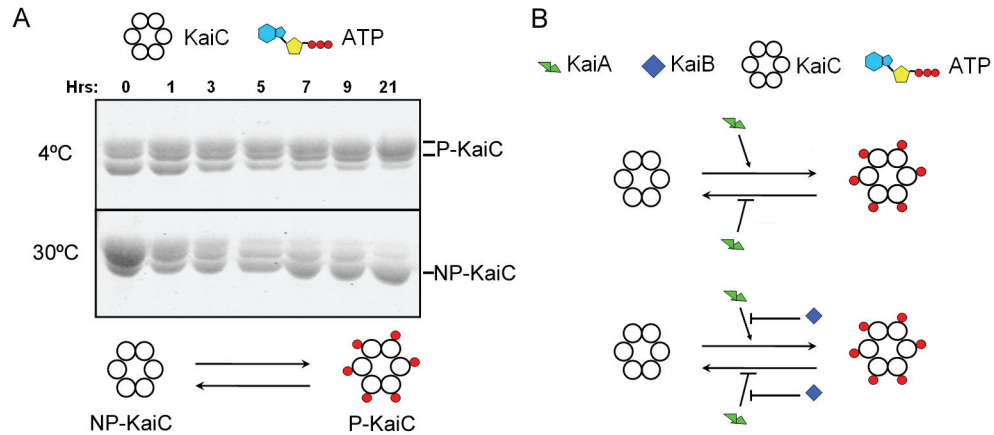 A
KaiC
ATP
Hrs: 0 1 3 5 7 9 21
4ºC
P-KaiC
30ºC
NP-KaiC
NP-KaiC P-KaiC
B
KaiA KaiB KaiC ATP